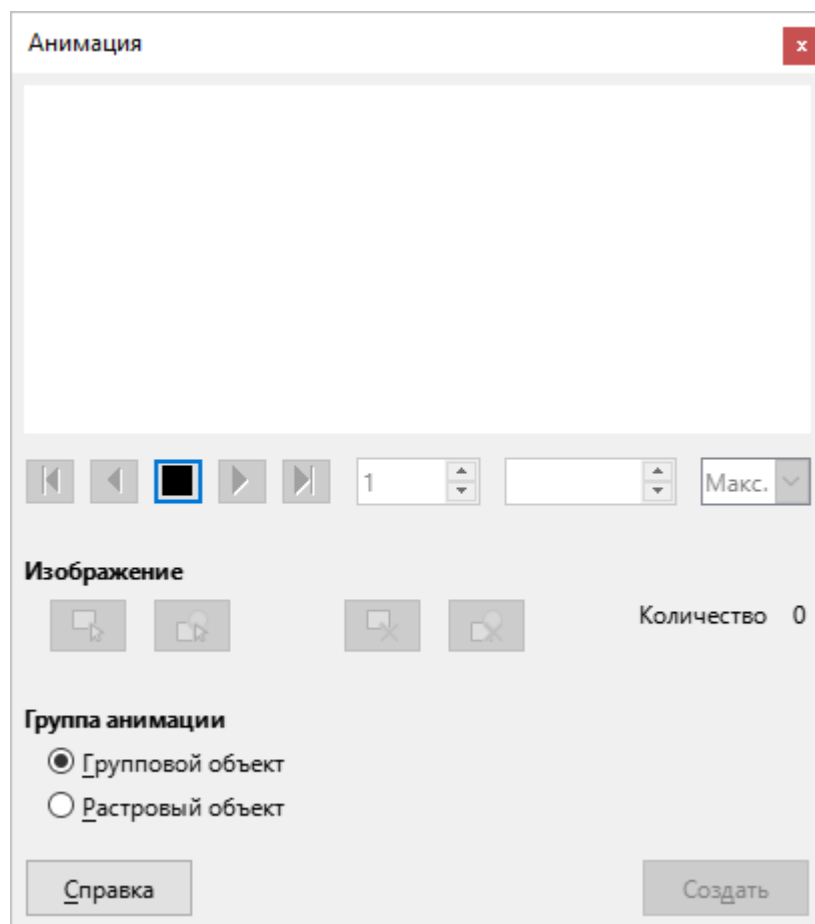 Анимация
x
1
Макс.
Изображение
Количество 0
Группа анимации
Групповой объект
Растровый объект
Справка
Создать